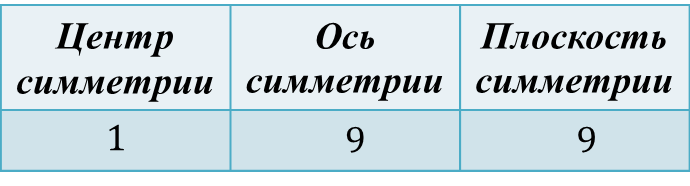 Центр симметрии
Ось симметрии
Плоскость симметрии
1
9
9